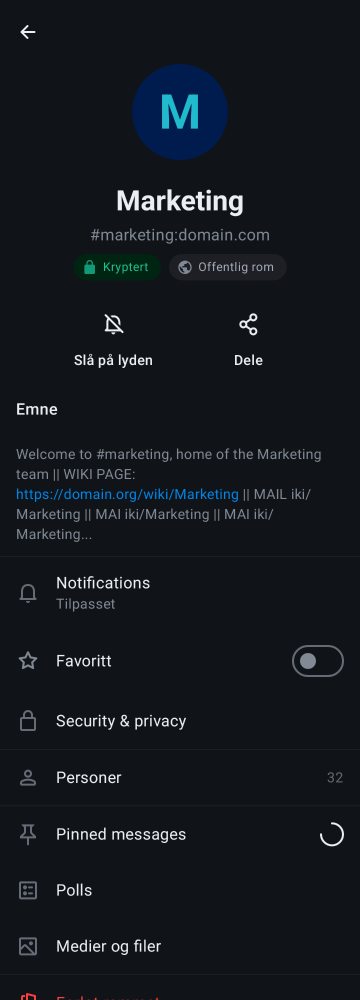 M
Marketing
#marketing:domain.com
Kryptert
Offentlig rom
Slå på lyden
Dele
Emne
Welcome to #marketing, home of the Marketing
team || WIKI PAGE:
https://domain.org/wiki/Marketing || MAIL iki/
Marketing || MAI iki/Marketing || MAI iki/
Marketing...
Notifications
Tilpasset
Favoritt
Security & privacy
Personer
32
Pinned messages
Polls
Medier og filer